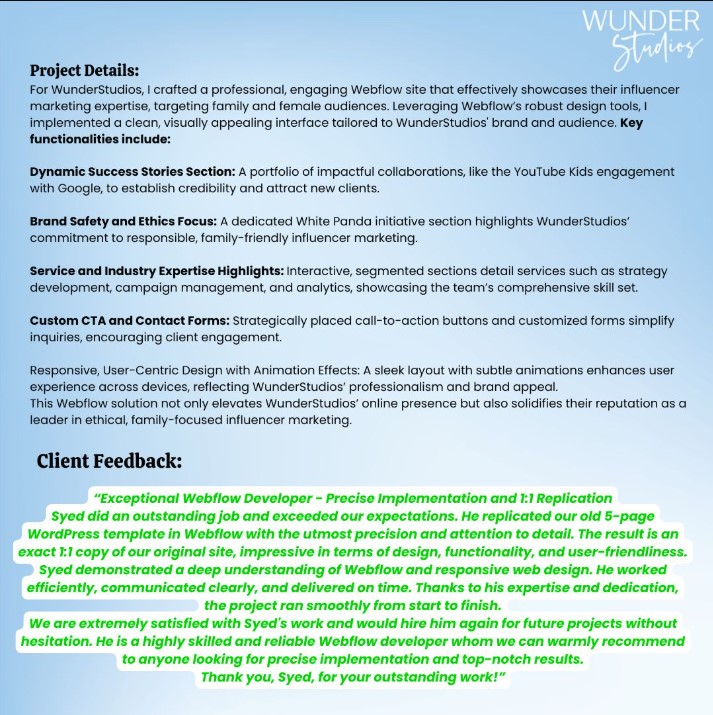 WUNDER
Studios
Project Details:
For WunderStudios, I crafted a professional, engaging Webflow site that effectively showcases their influencer
marketing expertise, targeting family and female audiences. Leveraging Webflow's robust design tools, I
implemented a clean, visually appealing interface tailored to WunderStudios' brand and audience. Key
functionalities include:
Dynamic Success Stories Section: A portfolio of impactful collaborations, like the YouTube Kids engagement
with Google, to establish credibility and attract new clients.
Brand Safety and Ethics Focus: A dedicated White Panda initiative section highlights WunderStudios'
commitment to responsible, family-friendly influencer marketing.
Service and Industry Expertise Highlights: Interactive, segmented sections detail services such as strategy
development, campaign management, and analytics, showcasing the team's comprehensive skill set.
Custom CTA and Contact Forms: Strategically placed call-to-action buttons and customized forms simplify
inquiries, encouraging client engagement.
Responsive, User-Centric Design with Animation Effects: A sleek layout with subtle animations enhances user
experience across devices, reflecting WunderStudios' professionalism and brand appeal.
This Webflow solution not only elevates WunderStudios' online presence but also solidifies their reputation as a
leader in ethical, family-focused influencer marketing.
Client Feedback:
"Exceptional Webflow Developer - Precise Implementation and 1:1 Replication
Syed did an outstanding job and exceeded our expectations. He replicated our old 5-page
WordPress template in Webflow with the utmost precision and attention to detail. The result is an
exact 1:1 copy of our original site, impressive in terms of design, functionality, and user-friendliness.
Syed demonstrated a deep understanding of Webflow and responsive web design. He worked
efficiently, communicated clearly, and delivered on time. Thanks to his expertise and dedication,
the project ran smoothly from start to finish.
We are extremely satisfied with Syed's work and would hire him again for future projects without
hesitation. He is a highly skilled and reliable Webflow developer whom we can warmly recommend
to anyone looking for precise implementation and top-notch results.
Thank you, Syed, for your outstanding work!"